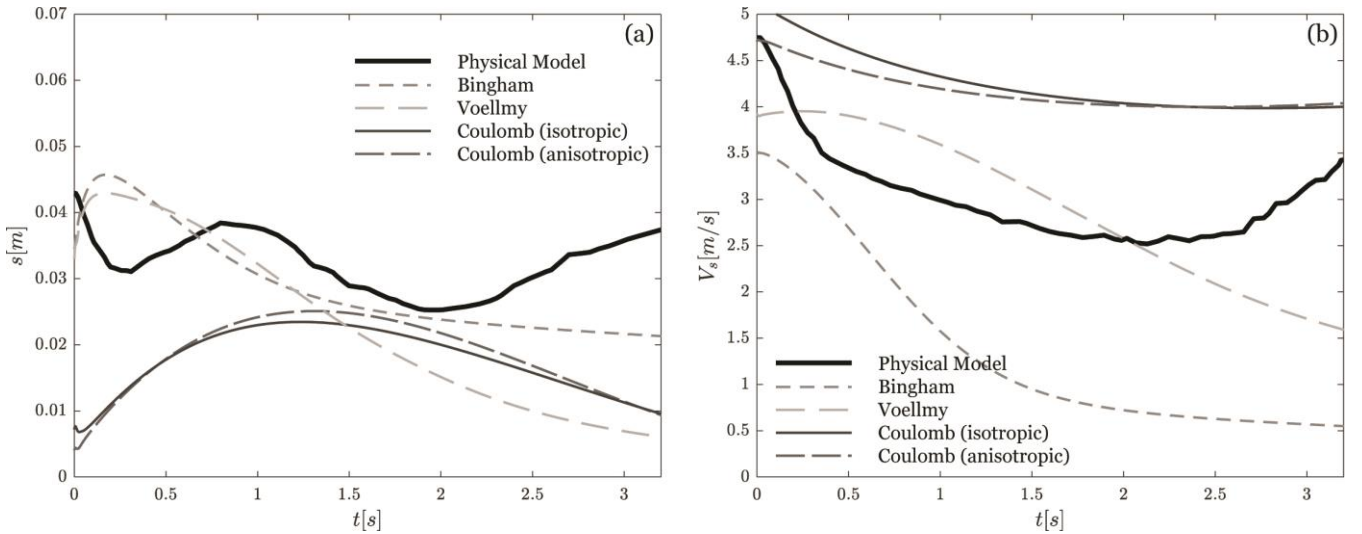 (a)
0.07
0.06
0.05
0.04
0.03
0.02
0.01
0
s[m]
Physical Model
Bingham
Voellmy
Coulomb (isotropic)
Coulomb (anisotropic)
0 0.5 1 1.5 2 2.5 3
t[s]
(b)
5
4.5
4
3.5
3
2.5
2
1.5
1
0.5
0
V_s[m/s]
Physical Model
Bingham
Voellmy
Coulomb (isotropic)
Coulomb (anisotropic)
0 0.5 1 1.5 2 2.5 3
t[s]